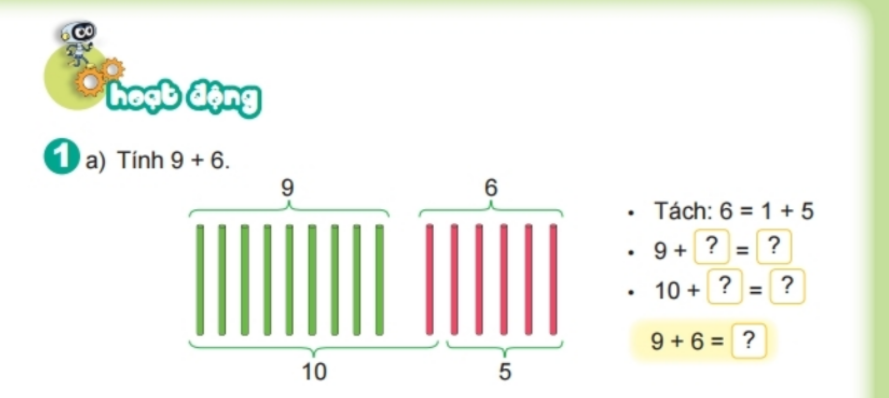 hoạt động
1 a) Tính 9 + 6.
9 6
10 5
• Tách: 6 = 1 + 5
• 9 + ? = ?
• 10 + ? = ?
9 + 6 = ?